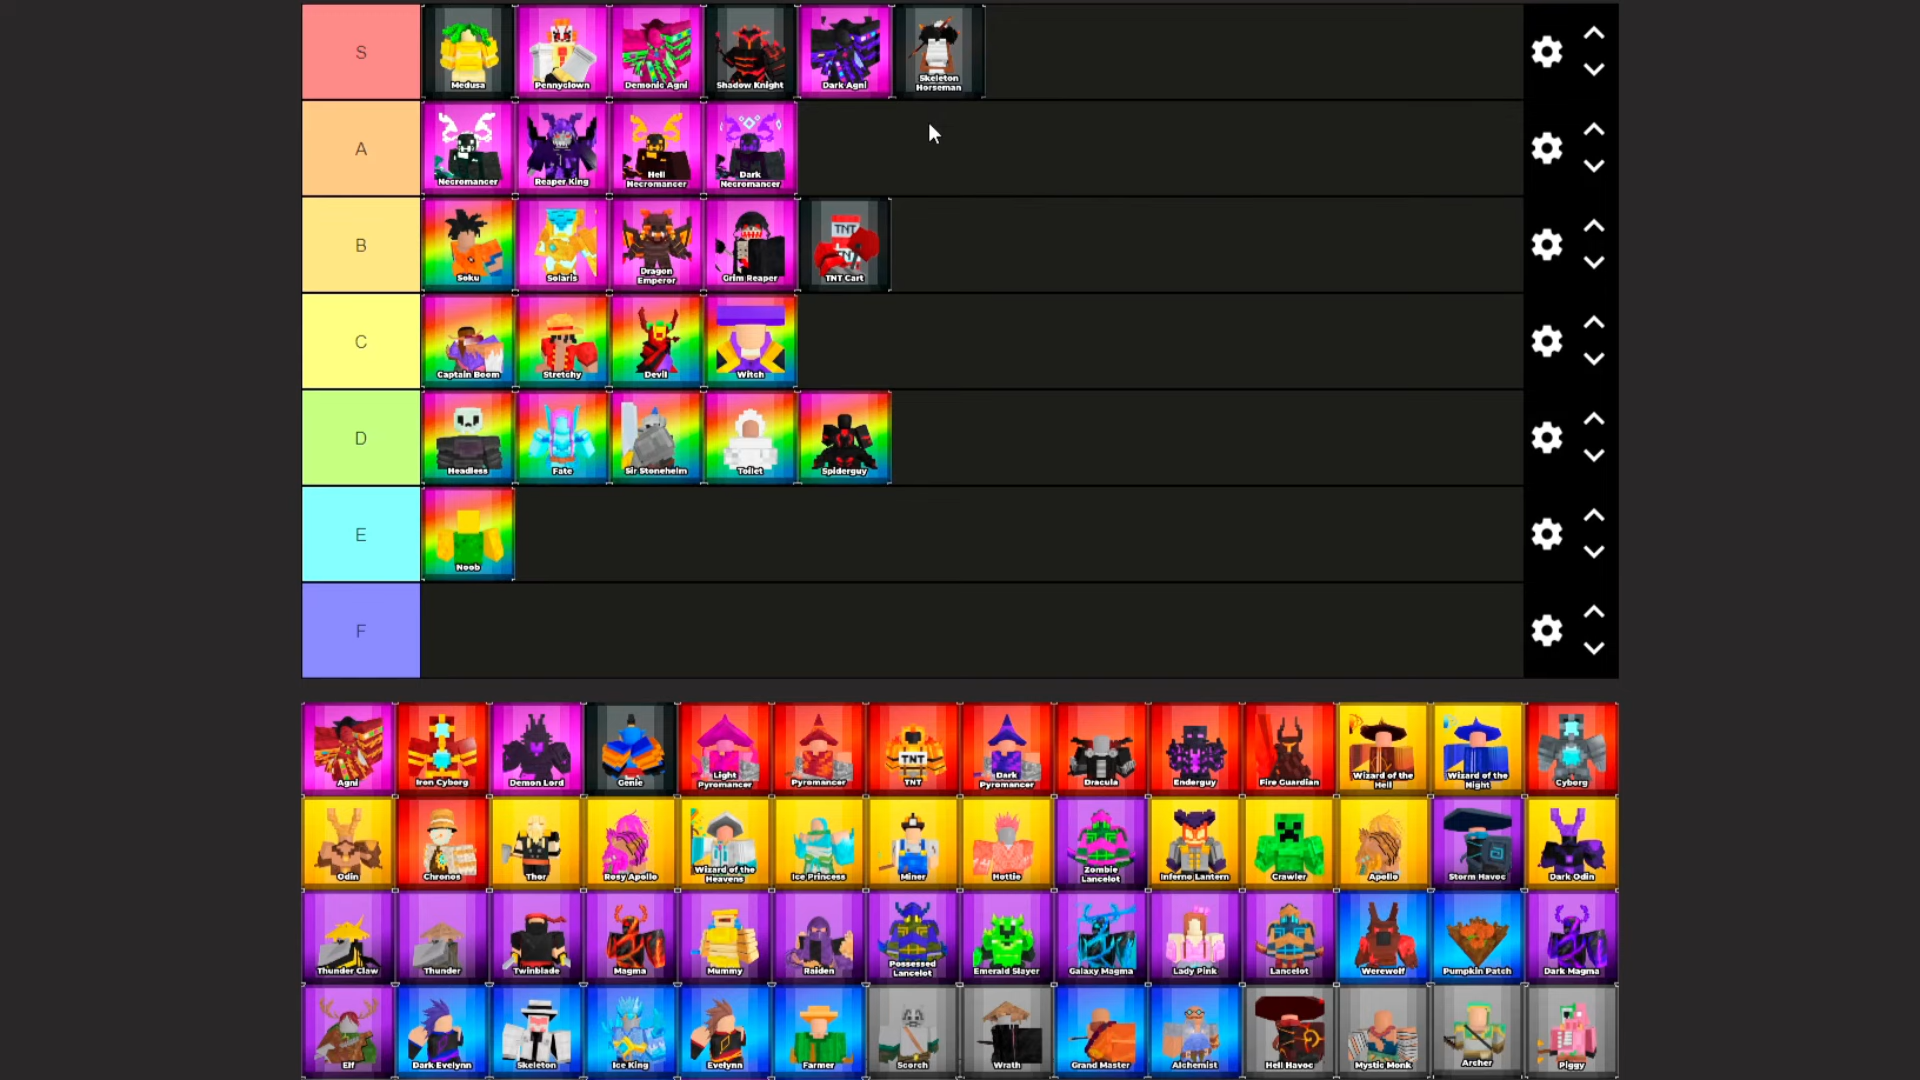 S
Medusa
Pennyclown
Demonic Agni
Shadow Knight
Dark Agni
Skeleton
Horseman
A
Necromancer
Reaper King
Hell
Necromancer
Dark
Necromancer
B
Soku
Solaris
Dragon
Emperor
Grim Reaper
TNT
TNT Cart
C
Captain Boom
Stretchy
Devil
Witch
D
Headless
Fate
Sir Stonehelm
Toilet
Spiderguy
E
Noob
F
Agni
Iron Cyborg
Demon Lord
Genie
Light
Pyromancer
Pyromancer
TNT
TNT
Dark
Pyromancer
Dracula
Enderguy
Fire Guardian
Wizard of the
Hell
Wizard of the
Night
Cyborg
Odin
Chronos
Thor
Rosy Apollo
Wizard of the
Heavens
Ice Princess
Miner
Hottie
Zombie
Lancelot
Inferno Lantern
Crawler
Apollo
Storm Havoc
Dark Odin
Thunder Claw
Thunder
Twinblade
Magma
Mummy
Raiden
Possessed
Lancelot
Emerald Slayer
Galaxy Magma
Lady Pink
Lancelot
Werewolf
Pumpkin Patch
Dark Magma
Elf
Dark Evelynn
Skeleton
Ice King
Evelynn
Farmer
Scorch
Wrath
Grand Master
Alchemist
Hell Havoc
Mystic Monk
Archer
Piggy